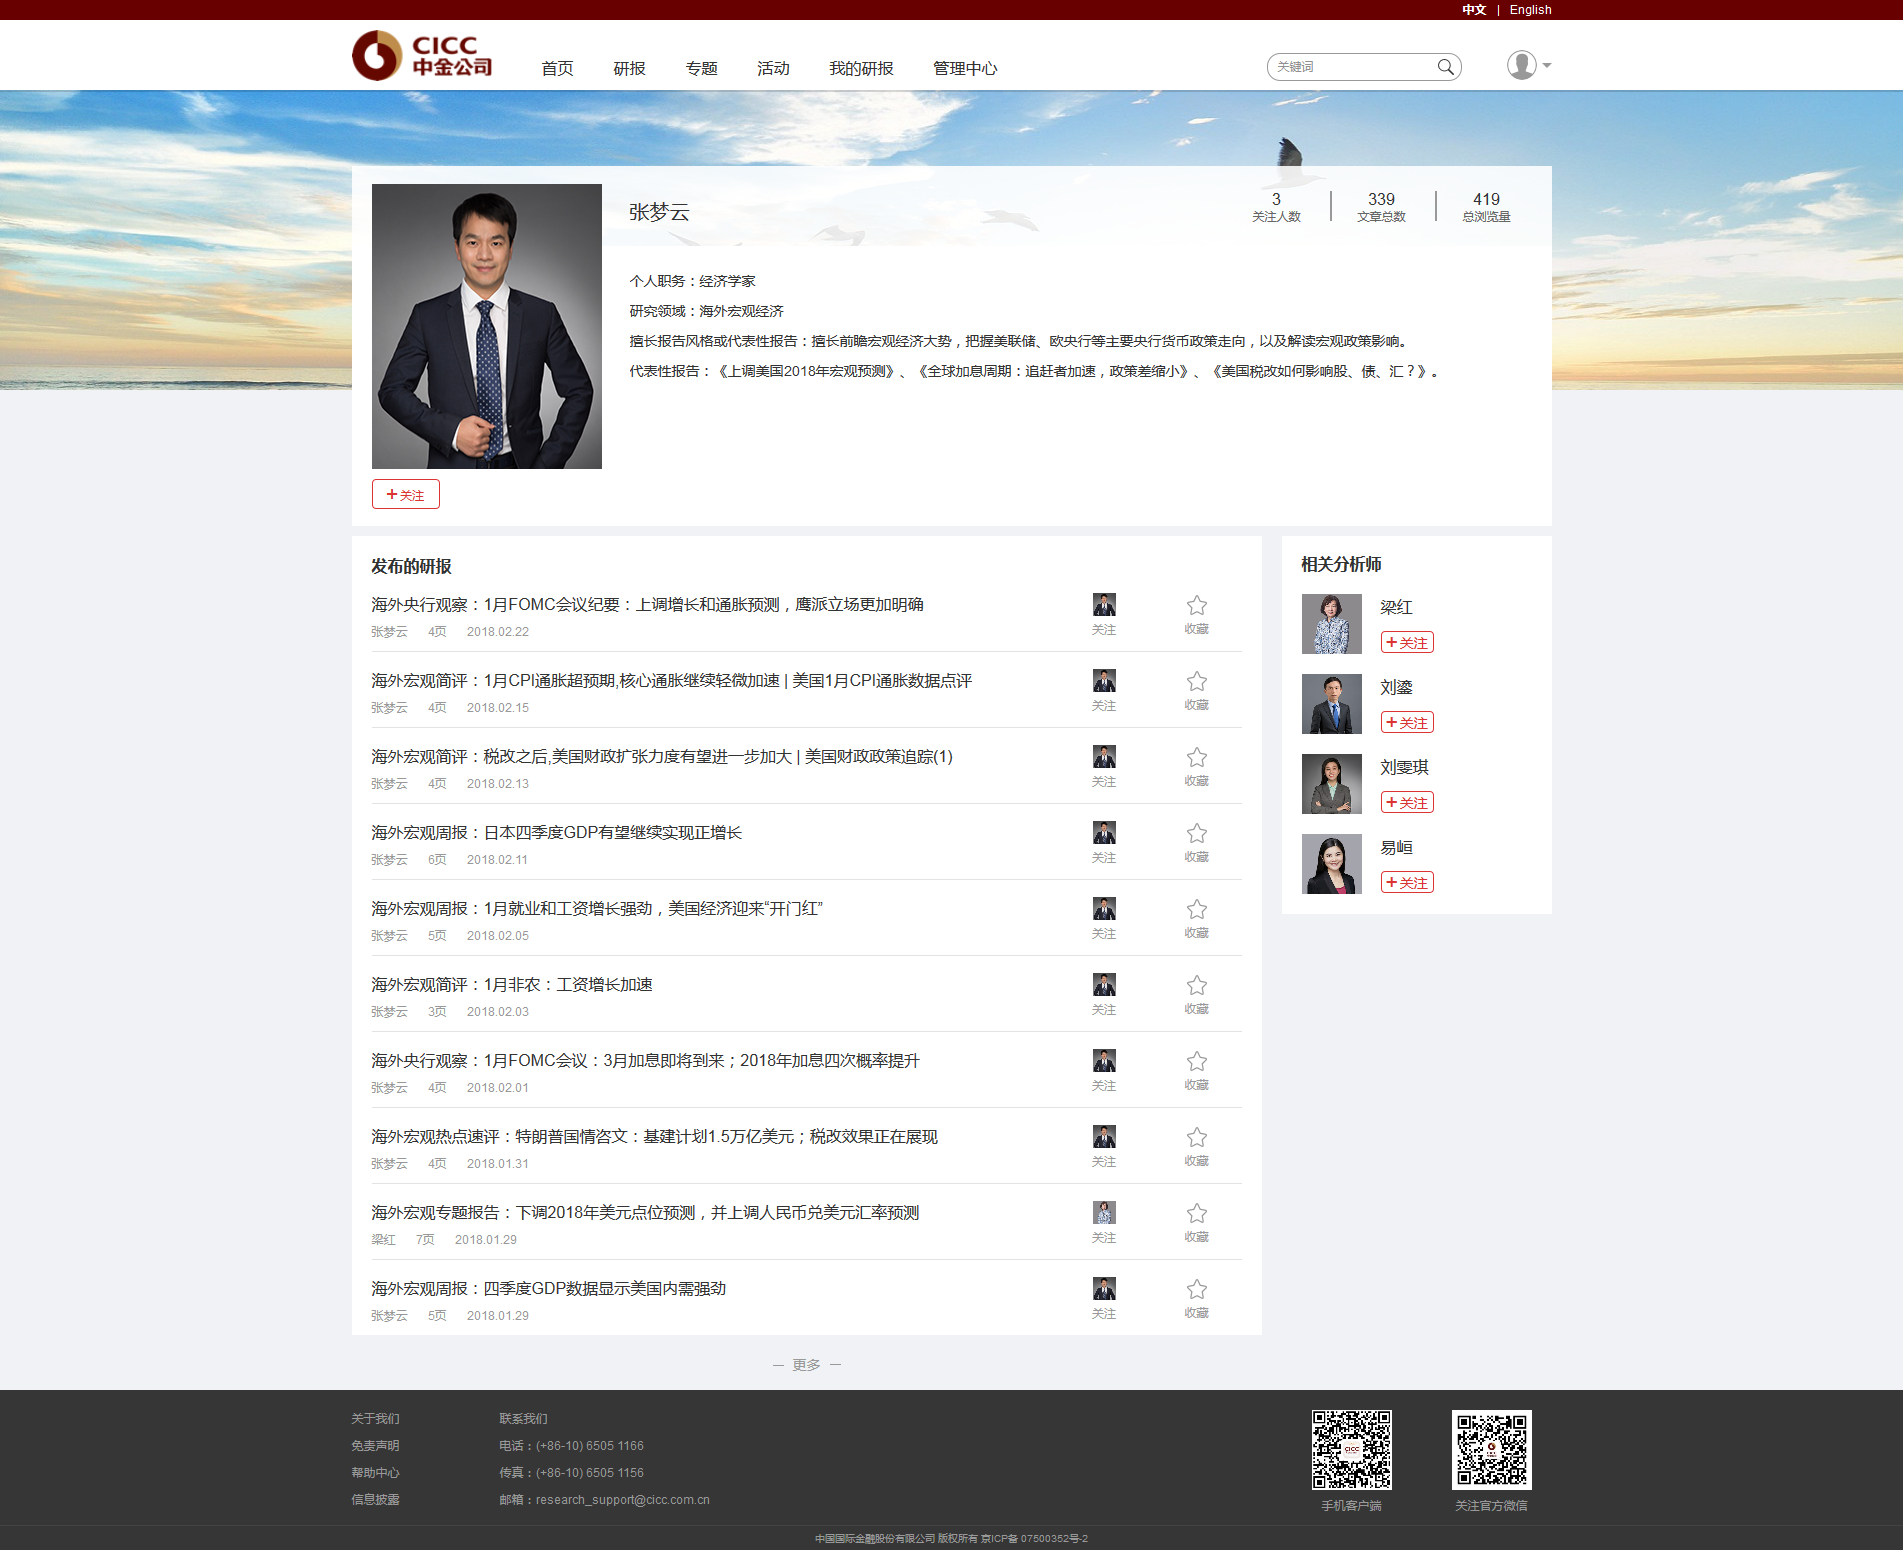 中文 | English
CICC
中金公司
首页 研报 专题 活动 我的研报 管理中心
关键词
张梦云
3 339 419
关注人数 文章总数 总浏览量
个人职务：经济学家
研究领域：海外宏观经济
擅长报告风格或代表性报告：擅长前瞻宏观经济大势，把握美联储、欧央行等主要央行货币政策走向，以及解读宏观政策影响。
代表性报告：《上调美国2018年宏观预测》、《全球加息周期：追赶者加速，政策差缩小》、《美国税改如何影响股、债、汇？》。
+关注
发布的研报
海外央行观察：1月FOMC会议纪要：上调增长和通胀预测，鹰派立场更加明确
张梦云 4页 2018.02.22
关注 收藏
海外宏观简评：1月CPI通胀超预期,核心通胀继续轻微加速 | 美国1月CPI通胀数据点评
张梦云 4页 2018.02.15
关注 收藏
海外宏观简评：税改之后,美国财政扩张力度有望进一步加大 | 美国财政政策追踪(1)
张梦云 4页 2018.02.13
关注 收藏
海外宏观周报：日本四季度GDP有望继续实现正增长
张梦云 6页 2018.02.11
关注 收藏
海外宏观周报：1月就业和工资增长强劲，美国经济迎来“开门红”
张梦云 5页 2018.02.05
关注 收藏
海外宏观简评：1月非农：工资增长加速
张梦云 3页 2018.02.03
关注 收藏
海外央行观察：1月FOMC会议：3月加息即将到来；2018年加息四次概率提升
张梦云 4页 2018.02.01
关注 收藏
海外宏观热点速评：特朗普国情咨文：基建计划1.5万亿美元；税改效果正在展现
张梦云 4页 2018.01.31
关注 收藏
海外宏观专题报告：下调2018年美元点位预测，并上调人民币兑美元汇率预测
梁红 7页 2018.01.29
关注 收藏
海外宏观周报：四季度GDP数据显示美国内需强劲
张梦云 5页 2018.01.29
关注 收藏
— 更多 —
相关分析师
梁红
+关注
刘鎏
+关注
刘雯琪
+关注
易峘
+关注
关于我们
免责声明
帮助中心
信息披露
联系我们
电话：(+86-10) 6505 1166
传真：(+86-10) 6505 1156
邮箱：research_support@cicc.com.cn
CICC
手机客户端
关注官方微信
中国国际金融股份有限公司 版权所有 京ICP备 07500352号-2